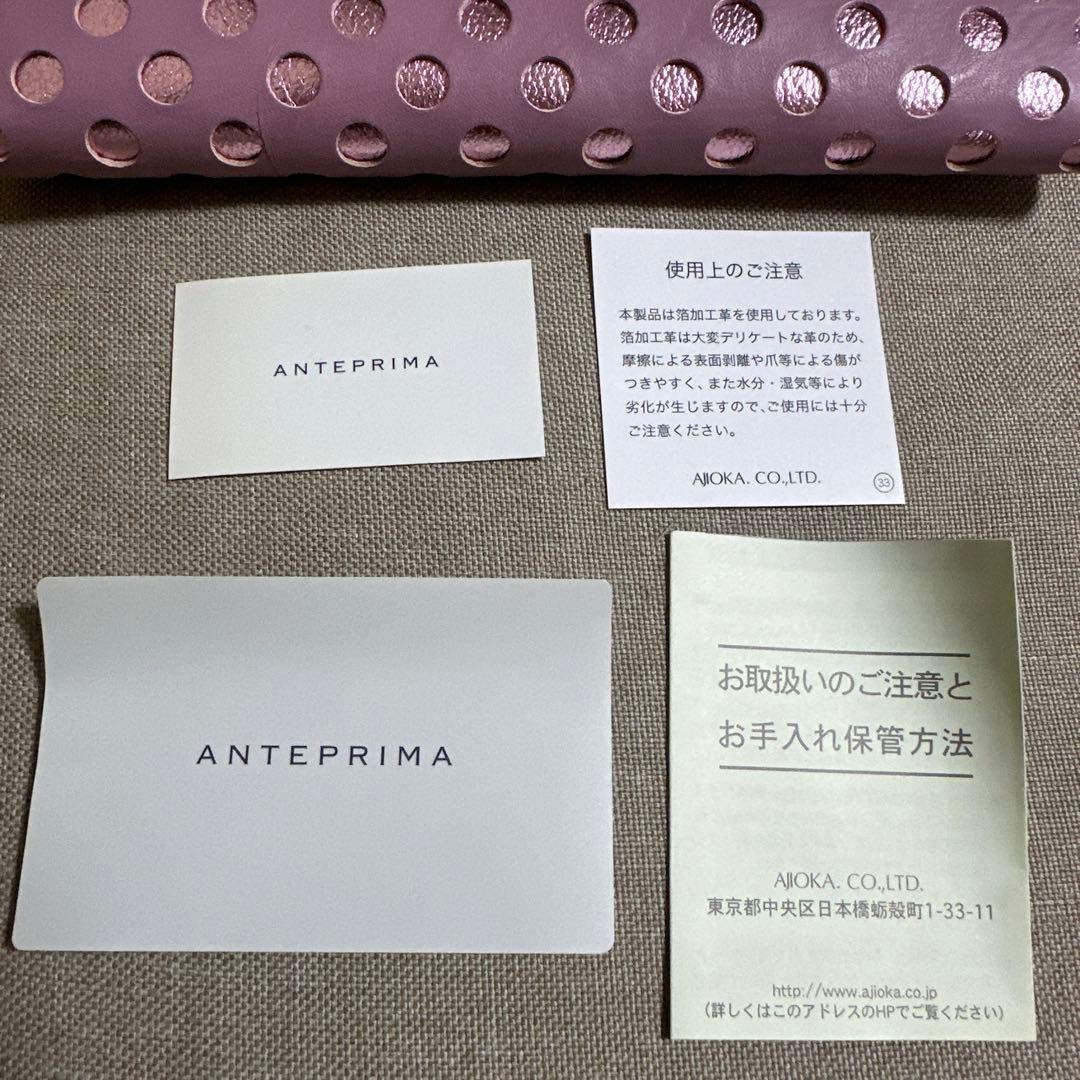 ANTEPRIMA
使用上のご注意
本製品は箔加工革を使用しております。
箔加工革は大変デリケートな革のため、
摩擦による表面剥離や爪等による傷が
つきやすく、また水分・湿気等により
劣化が生じますので、ご使用には十分
ご注意ください。
AJIOKA. CO.,LTD.
33
ANTEPRIMA
お取扱いのご注意と
お手入れ保管方法
AJIOKA. CO.,LTD.
東京都中央区日本橋蛎殻町1-33-11
http://www.ajioka.co.jp
(詳しくはこのアドレスのHPでご覧ください)